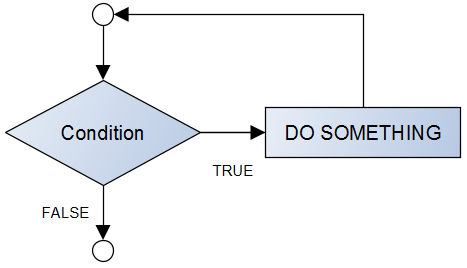 Condition
DO SOMETHING
TRUE
FALSE